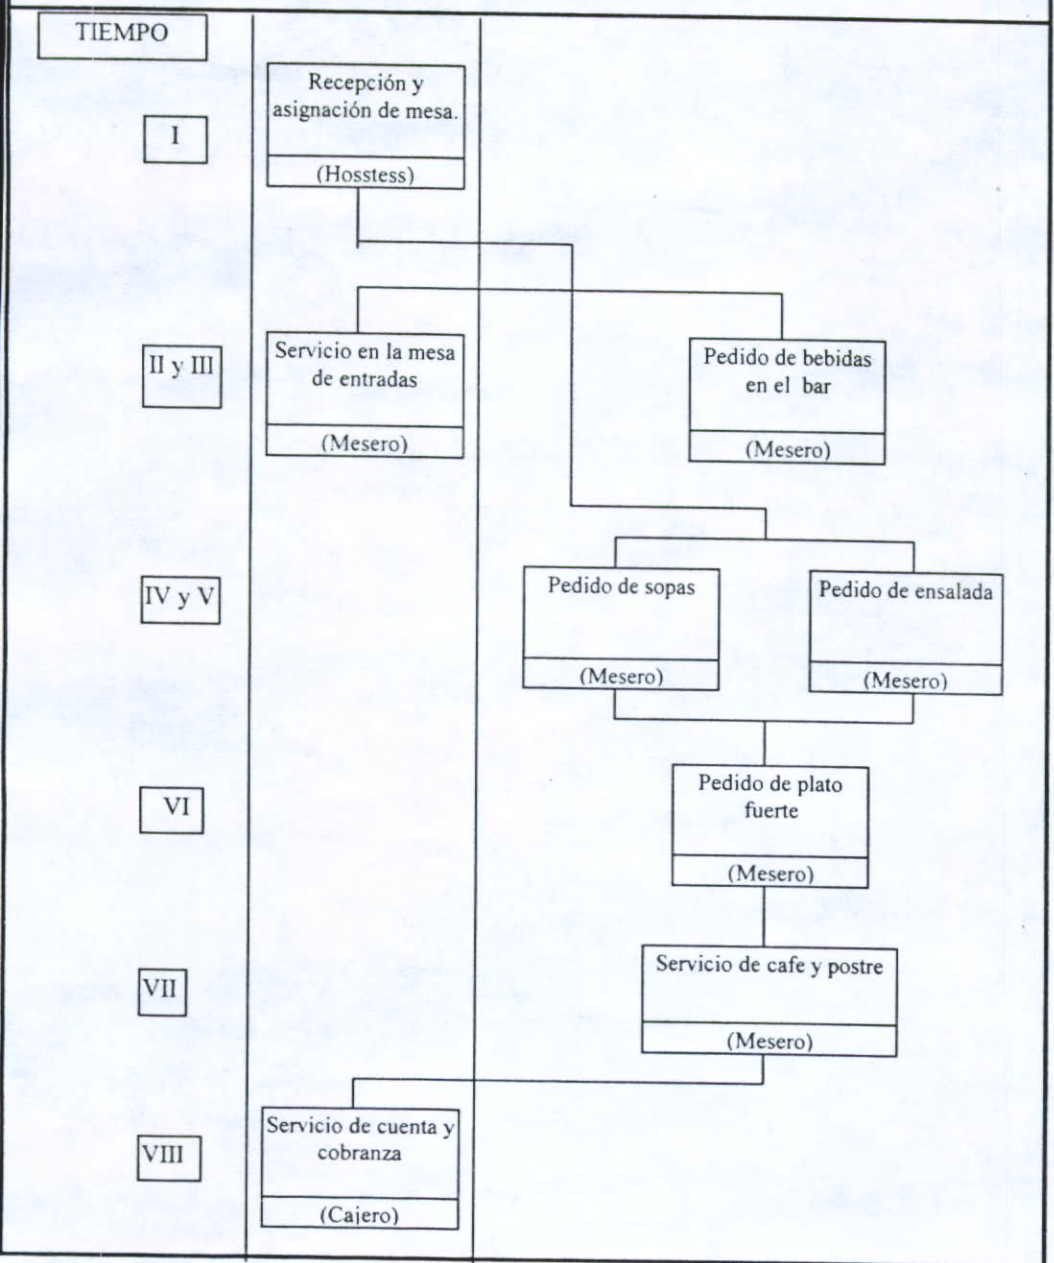 TIEMPO
I
Recepción y
asignación de mesa.
(Hosstess)
II y III
Servicio en la mesa
de entradas
(Mesero)
Pedido de bebidas
en el bar
(Mesero)
IV y V
Pedido de sopas
(Mesero)
Pedido de ensalada
(Mesero)
VI
Pedido de plato
fuerte
(Mesero)
VII
Servicio de cafe y postre
(Mesero)
VIII
Servicio de cuenta y
cobranza
(Cajero)